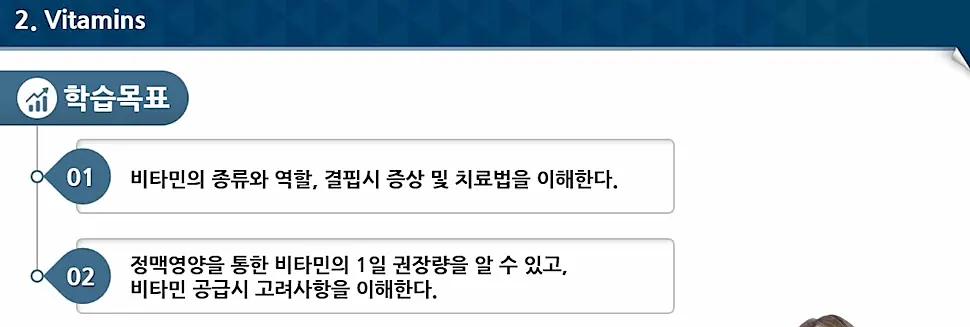 2. Vitamins
학습목표
01
비타민의 종류와 역할, 결핍시 증상 및 치료법을 이해한다.
02
정맥영양을 통한 비타민의 1일 권장량을 알 수 있고,
비타민 공급시 고려사항을 이해한다.